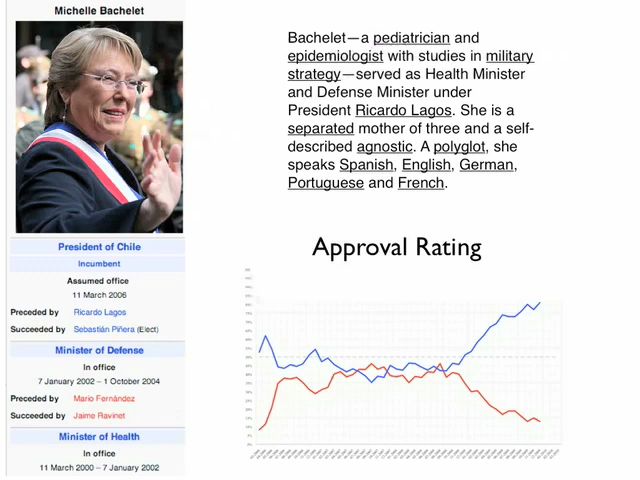 Michelle Bachelet
President of Chile
Incumbent
Assumed office
11 March 2006
Preceded by Ricardo Lagos
Succeeded by Sebastián Piñera (Elect)
Minister of Defense
In office
7 January 2002 – 1 October 2004
Preceded by Mario Fernández
Succeeded by Jaime Ravinet
Minister of Health
In office
11 March 2000 – 7 January 2002
Bachelet—a pediatrician and
epidemiologist with studies in military
strategy—served as Health Minister
and Defense Minister under
President Ricardo Lagos. She is a
separated mother of three and a self-
described agnostic. A polyglot, she
speaks Spanish, English, German,
Portuguese and French.
Approval Rating